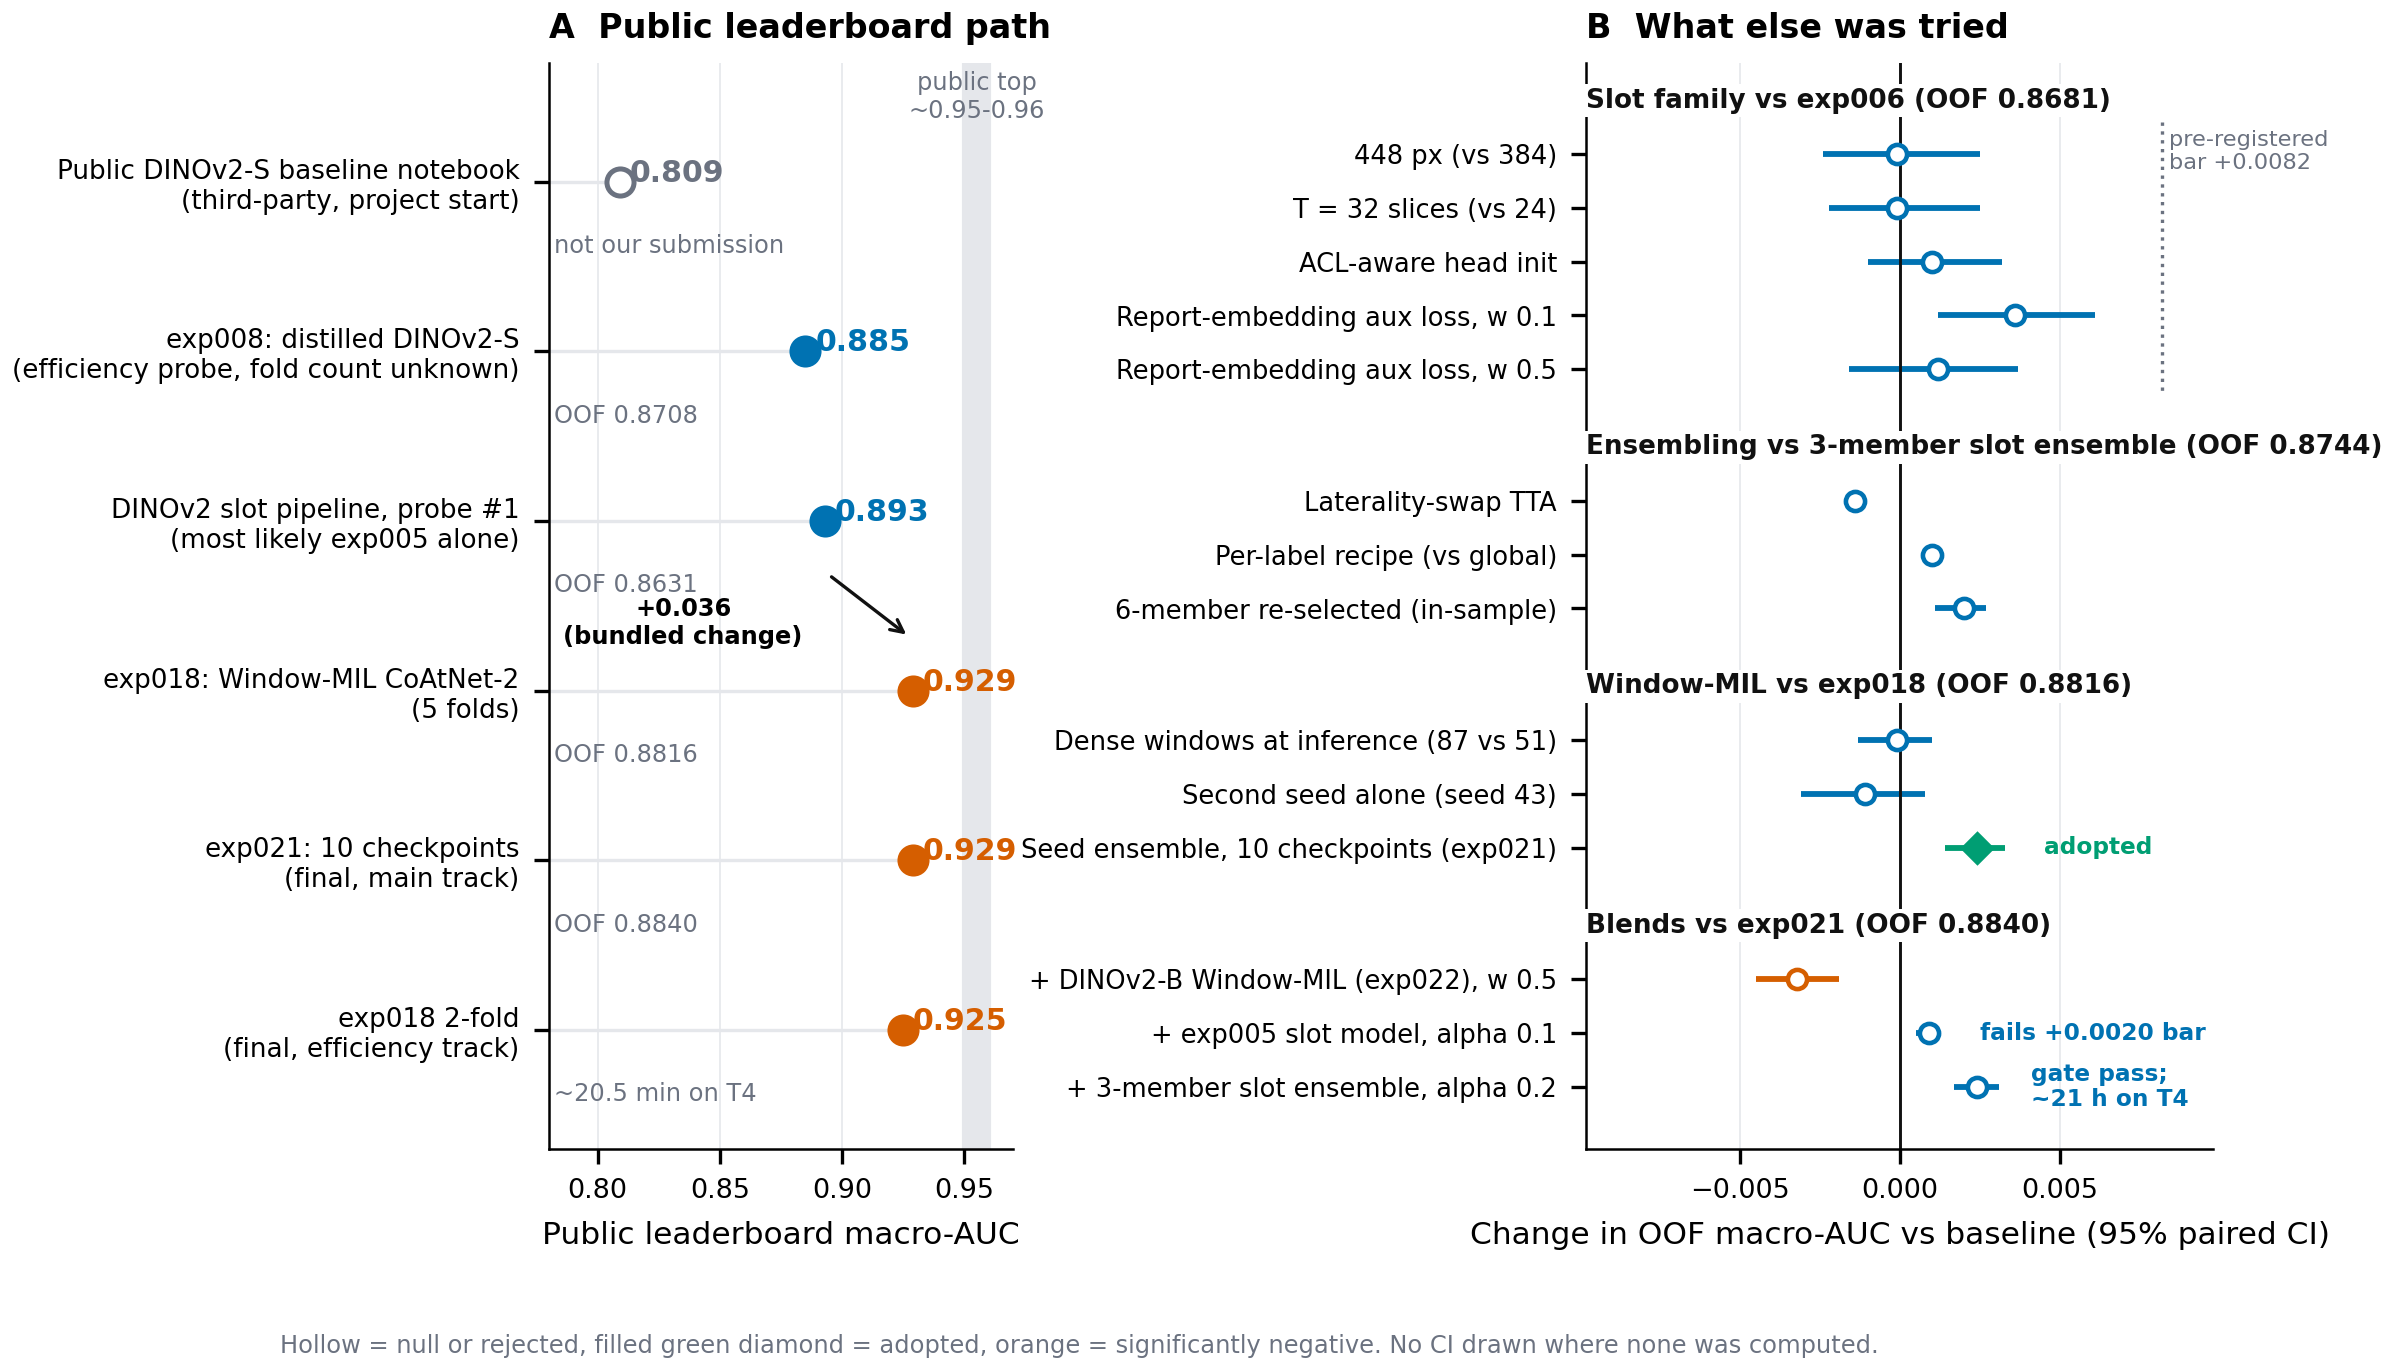 A Public leaderboard path
public top
~0.95-0.96
Public DINOv2-S baseline notebook
(third-party, project start)
0.809
not our submission
exp008: distilled DINOv2-S
(efficiency probe, fold count unknown)
0.885
OOF 0.8708
DINOv2 slot pipeline, probe #1
(most likely exp005 alone)
0.893
OOF 0.8631
+0.036
(bundled change)
exp018: Window-MIL CoAtNet-2
(5 folds)
0.929
OOF 0.8816
exp021: 10 checkpoints
(final, main track)
0.929
OOF 0.8840
exp018 2-fold
(final, efficiency track)
0.925
~20.5 min on T4
0.80 0.85 0.90 0.95
Public leaderboard macro-AUC
B What else was tried
Slot family vs exp006 (OOF 0.8681)
pre-registered
bar +0.0082
448 px (vs 384)
T = 32 slices (vs 24)
ACL-aware head init
Report-embedding aux loss, w 0.1
Report-embedding aux loss, w 0.5
Ensembling vs 3-member slot ensemble (OOF 0.8744)
Laterality-swap TTA
Per-label recipe (vs global)
6-member re-selected (in-sample)
Window-MIL vs exp018 (OOF 0.8816)
Dense windows at inference (87 vs 51)
Second seed alone (seed 43)
Seed ensemble, 10 checkpoints (exp021)
adopted
Blends vs exp021 (OOF 0.8840)
+ DINOv2-B Window-MIL (exp022), w 0.5
+ exp005 slot model, alpha 0.1
fails +0.0020 bar
+ 3-member slot ensemble, alpha 0.2
gate pass;
~21 h on T4
−0.005 0.000 0.005
Change in OOF macro-AUC vs baseline (95% paired CI)
Hollow = null or rejected, filled green diamond = adopted, orange = significantly negative. No CI drawn where none was computed.